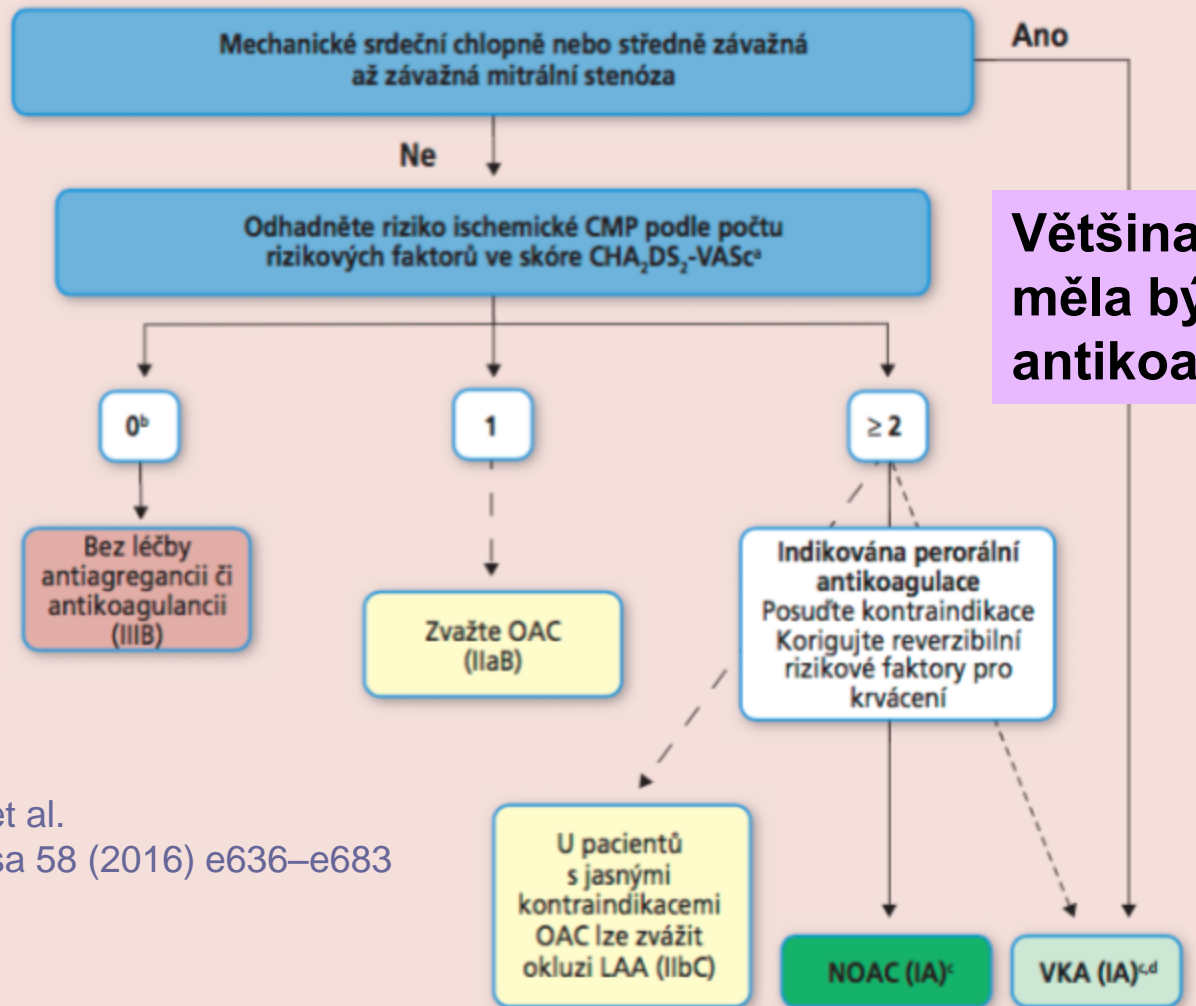 Mechanické srdeční chlopně nebo středně závažná
až závažná mitrální stenóza
Ano
Ne
Odhadněte riziko ischemické CMP podle počtu
rizikových faktorů ve skóre CHA₂DS₂-VAScᵃ
Většina
měla bý
antikoa
0ᵇ
1
≥ 2
Bez léčby
antiagregancii či
antikoagulancii
(IIIB)
Zvažte OAC
(IIaB)
Indikována perorální
antikoagulace
Posuďte kontraindikace
Korigujte reverzibilní
rizikové faktory pro
krvácení
et al.
sa 58 (2016) e636–e683
U pacientů
s jasnými
kontraindikacemi
OAC lze zvážit
okluzi LAA (IIbC)
NOAC (IA)ᶜ
VKA (IA)ᶜ,ᵈ